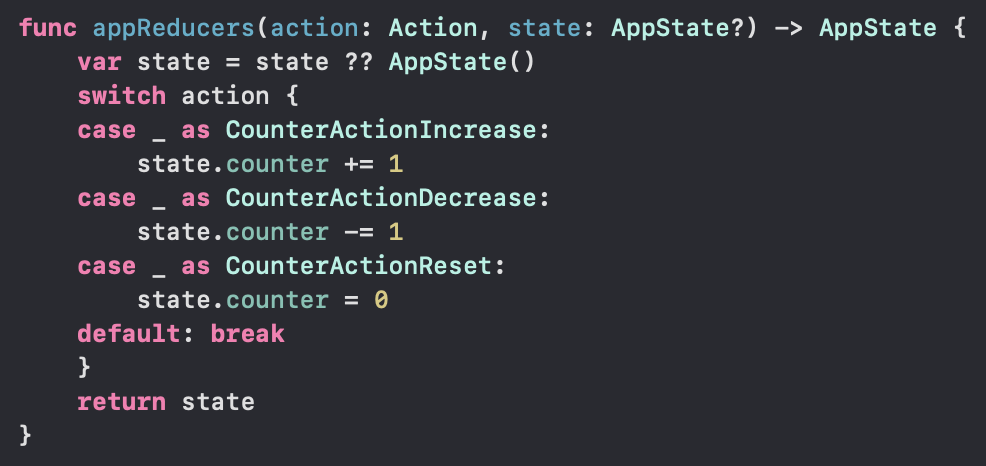 func appReducers(action: Action, state: AppState?) -> AppState {
    var state = state ?? AppState()
    switch action {
    case _ as CounterActionIncrease:
        state.counter += 1
    case _ as CounterActionDecrease:
        state.counter -= 1
    case _ as CounterActionReset:
        state.counter = 0
    default: break
    }
    return state
}